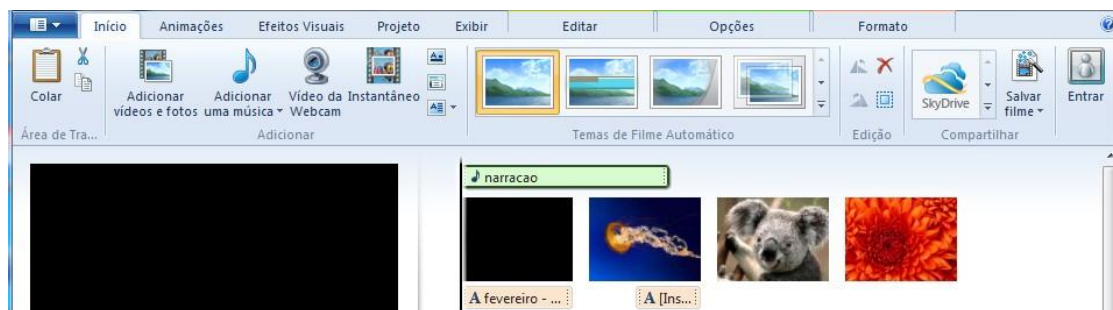 Início Animações Efeitos Visuais Projeto Exibir Editar Opções Formato
Colar
Adicionar vídeos e fotos
Adicionar uma música
Vídeo da Webcam
Instantâneo
SkyDrive
Salvar filme
Entrar
Área de Tra... Adicionar Temas de Filme Automático Edição Compartilhar
narracao
A fevereiro - ... A [Ins...